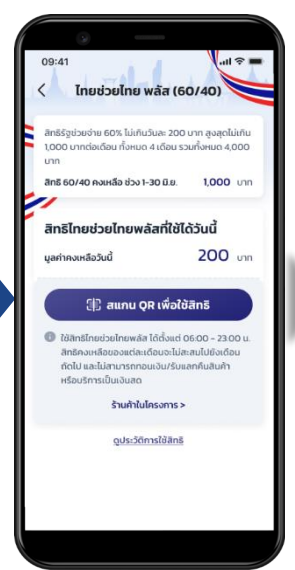 09:41
ไทยช่วยไทย พลัส (60/40)
สิทธิรัฐช่วยจ่าย 60% ไม่เกินวันละ 200 บาท สูงสุดไม่เกิน
1,000 บาทต่อเดือน ทั้งหมด 4 เดือน รวมทั้งหมด 4,000
บาท
สิทธิ 60/40 คงเหลือ ช่วง 1-30 มิ.ย. 1,000 บาท
สิทธิไทยช่วยไทยพลัสที่ใช้ได้วันนี้
มูลค่าคงเหลือวันนี้ 200 บาท
สแกน QR เพื่อใช้สิทธิ
ใช้สิทธิไทยช่วยไทยพลัส ได้ตั้งแต่ 06:00 - 23:00 น.
สิทธิคงเหลือของแต่ละเดือนจะไม่สะสมไปยังเดือน
ถัดไป และไม่สามารถทอนเงิน/รับแลกคืนสินค้า
หรือบริการเป็นเงินสด
ร้านค้าในโครงการ >
ดูประวัติการใช้สิทธิ